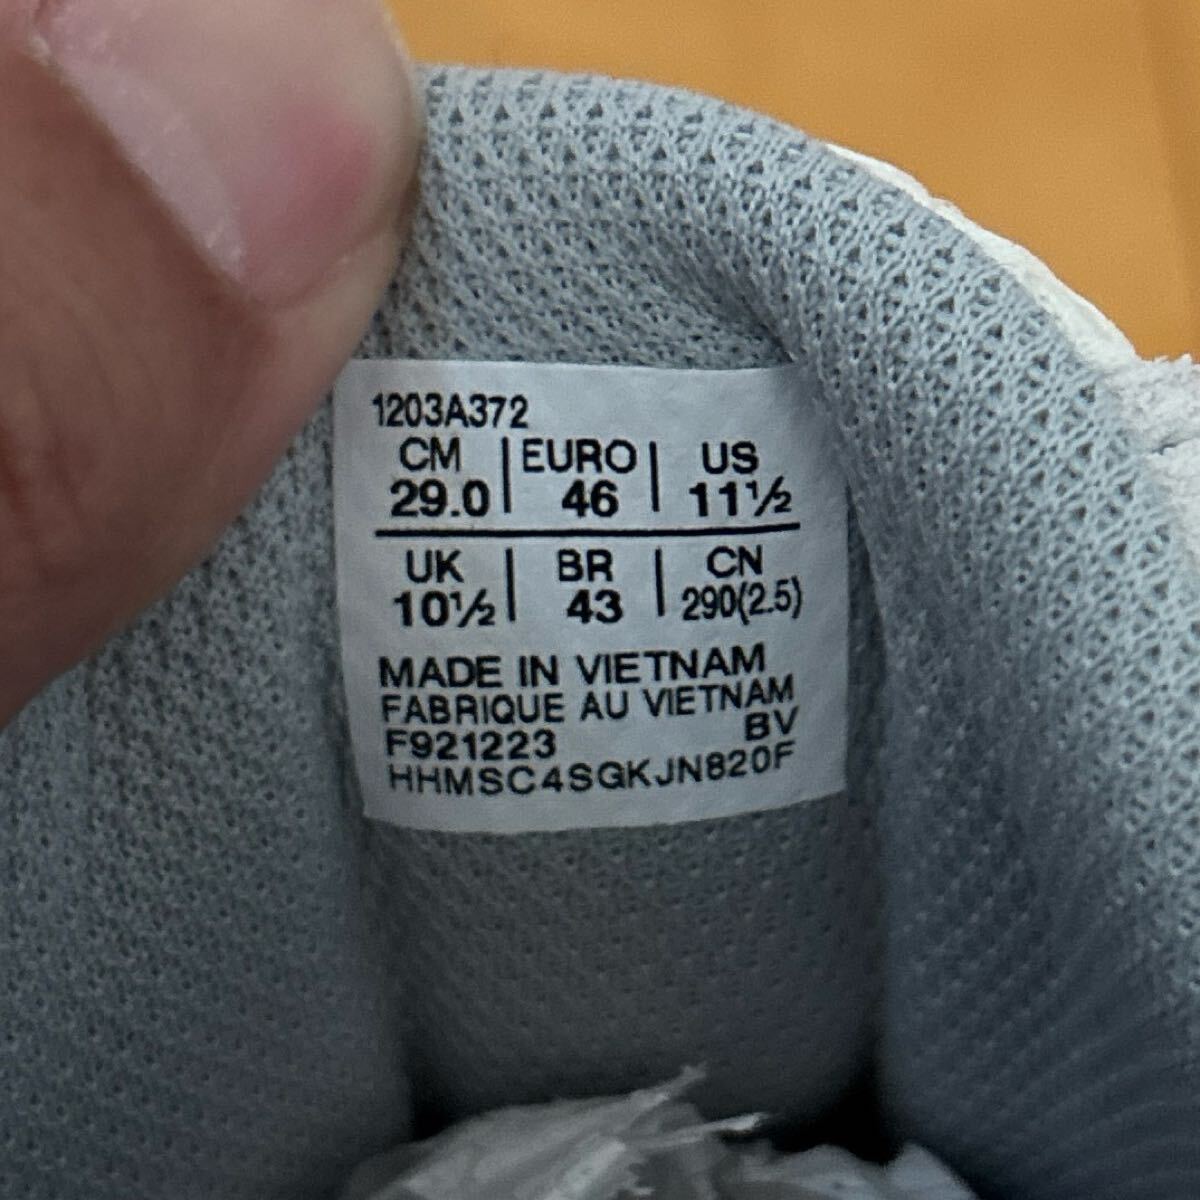 1203A372
CM | EURO | US
29.0 | 46 | 11½
UK | BR | CN
10½ | 43 | 290(2.5)
MADE IN VIETNAM
FABRIQUE AU VIETNAM
F921223 BV
HHMSC4SGKJN820F